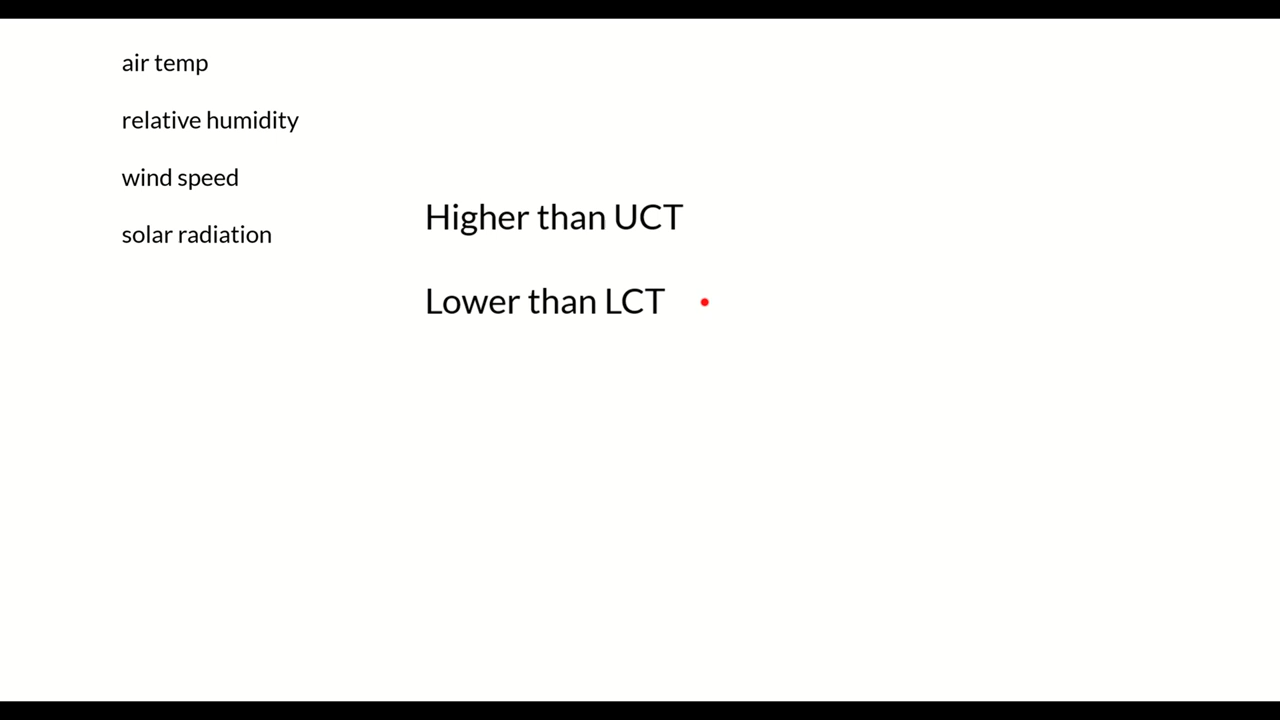 air temp
relative humidity
wind speed
solar radiation
Higher than UCT
Lower than LCT